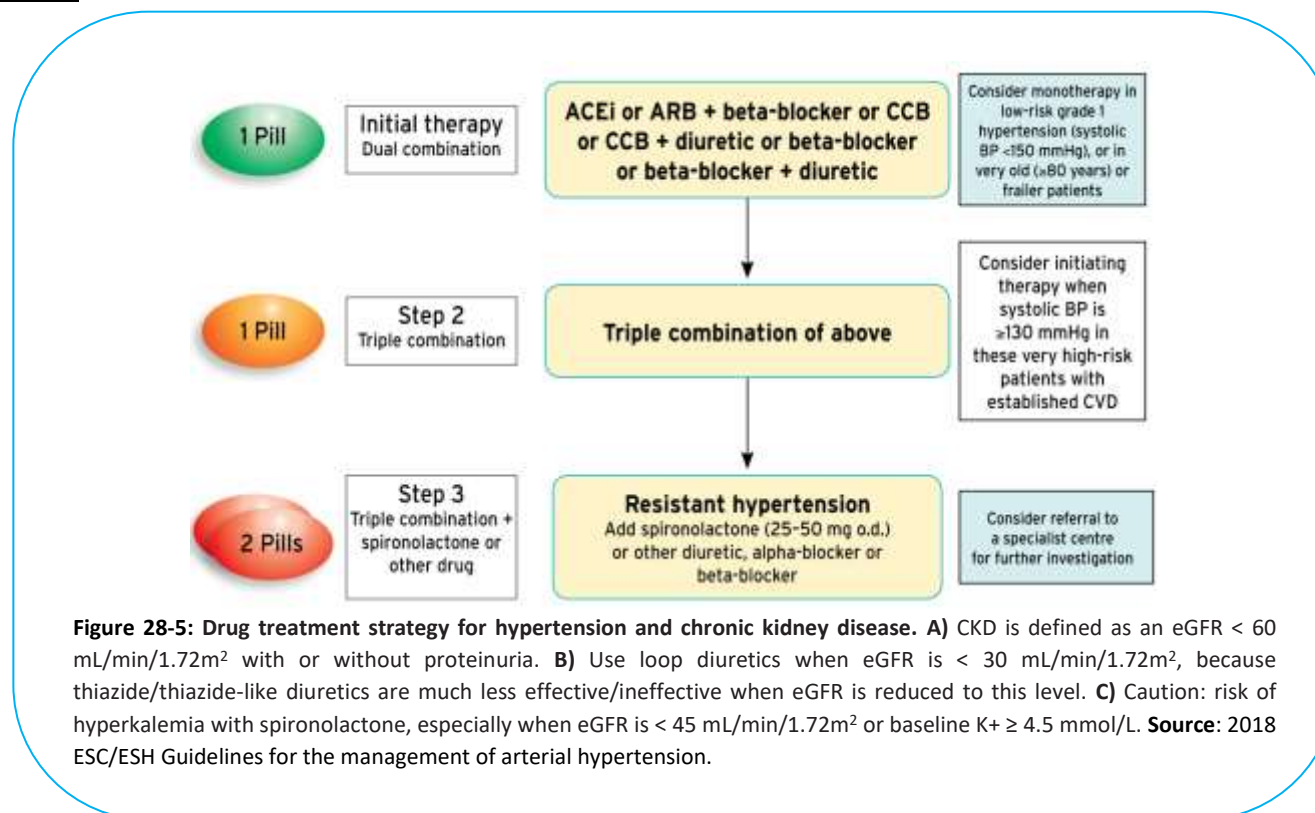 1 Pill
Initial therapy
Dual combination
ACEi or ARB + beta-blocker or CCB
or CCB + diuretic or beta-blocker
or beta-blocker + diuretic
Consider monotherapy in
low-risk grade 1
hypertension (systolic
BP <150 mmHg), or in
very old (≥80 years) or
frailer patients
1 Pill
Step 2
Triple combination
Triple combination of above
Consider initiating
therapy when
systolic BP is
≥130 mmHg in
these very high-risk
patients with
established CVD
2 Pills
Step 3
Triple combination +
spironolactone or
other drug
Resistant hypertension
Add spironolactone (25-50 mg o.d.)
or other diuretic, alpha-blocker or
beta-blocker
Consider referral to
a specialist centre
for further investigation
Figure 28-5: Drug treatment strategy for hypertension and chronic kidney disease. A) CKD is defined as an eGFR < 60
mL/min/1.72m² with or without proteinuria. B) Use loop diuretics when eGFR is < 30 mL/min/1.72m², because
thiazide/thiazide-like diuretics are much less effective/ineffective when eGFR is reduced to this level. C) Caution: risk of
hyperkalemia with spironolactone, especially when eGFR is < 45 mL/min/1.72m² or baseline K+ ≥ 4.5 mmol/L. Source: 2018
ESC/ESH Guidelines for the management of arterial hypertension.